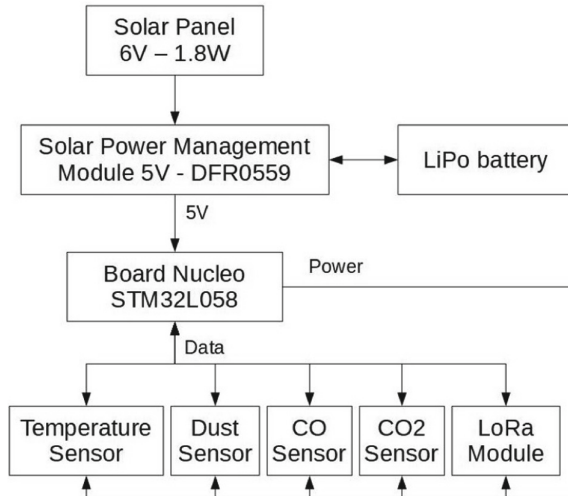 Solar Panel
6V – 1.8W
Solar Power Management
Module 5V - DFR0559
LiPo battery
5V
Board Nucleo
STM32L058
Power
Data
Temperature
Sensor
Dust
Sensor
CO
Sensor
CO2
Sensor
LoRa
Module